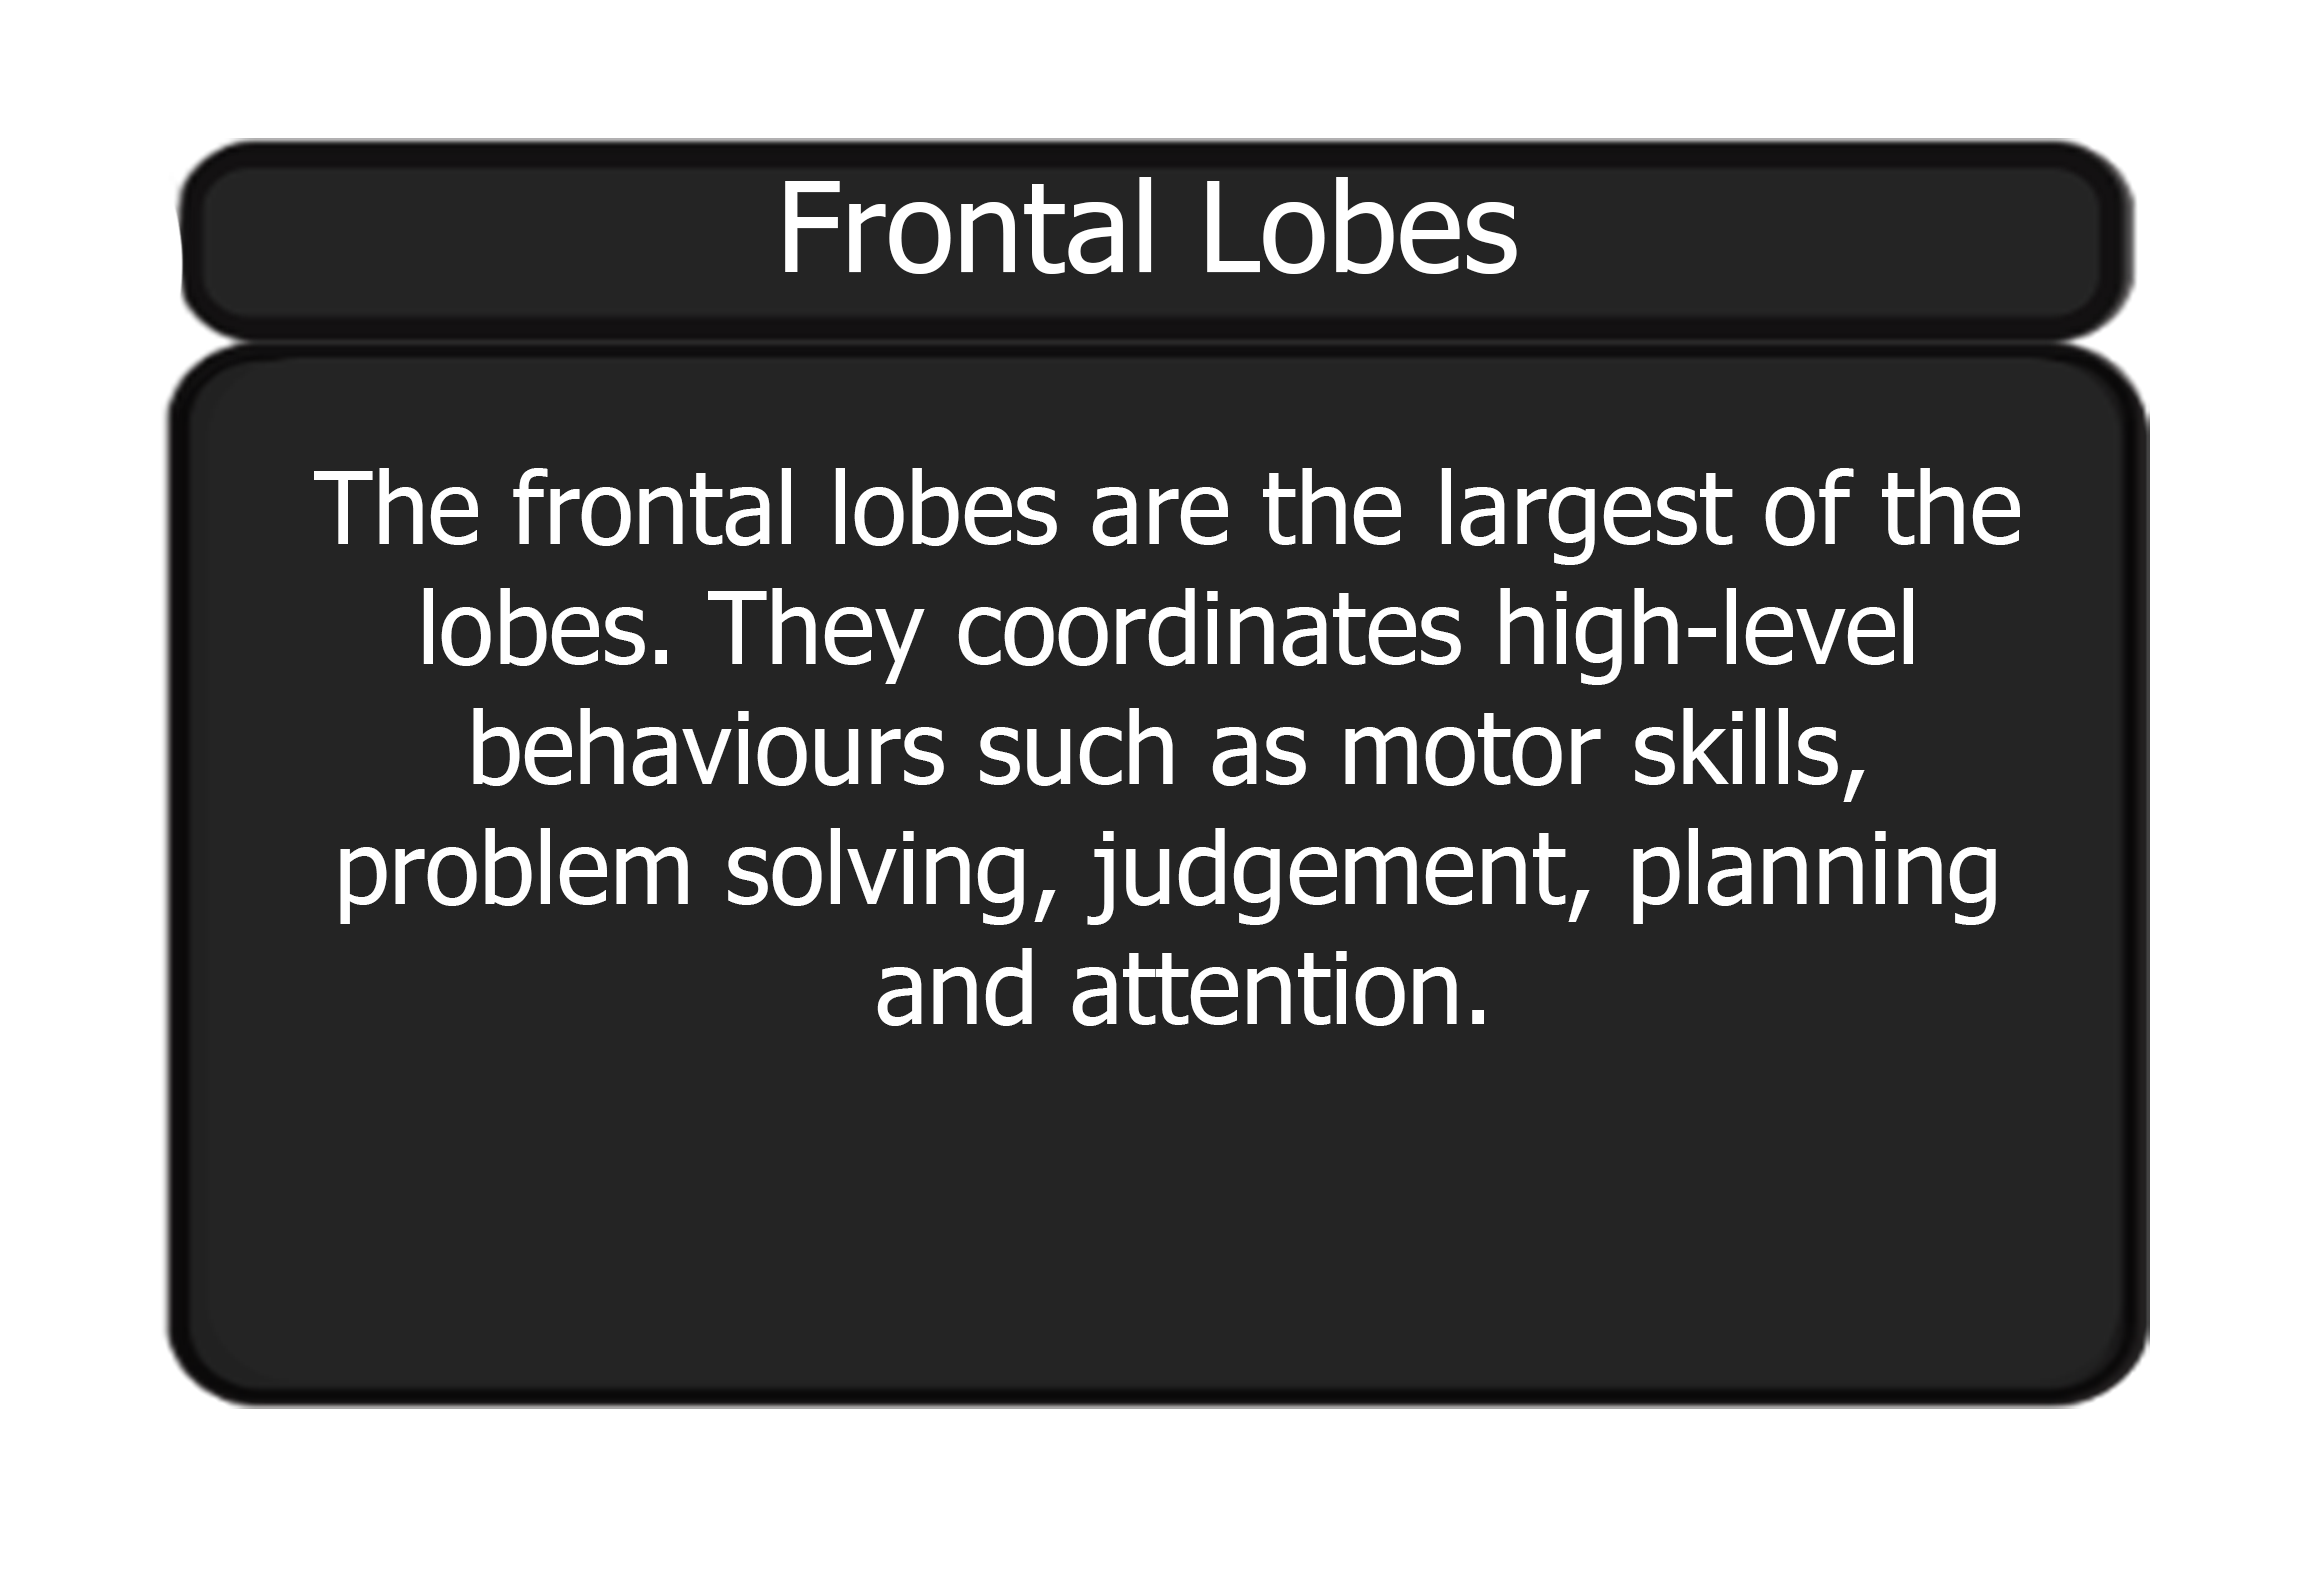 Frontal Lobes
The frontal lobes are the largest of the
lobes. They coordinates high-level
behaviours such as motor skills,
problem solving, judgement, planning
and attention.